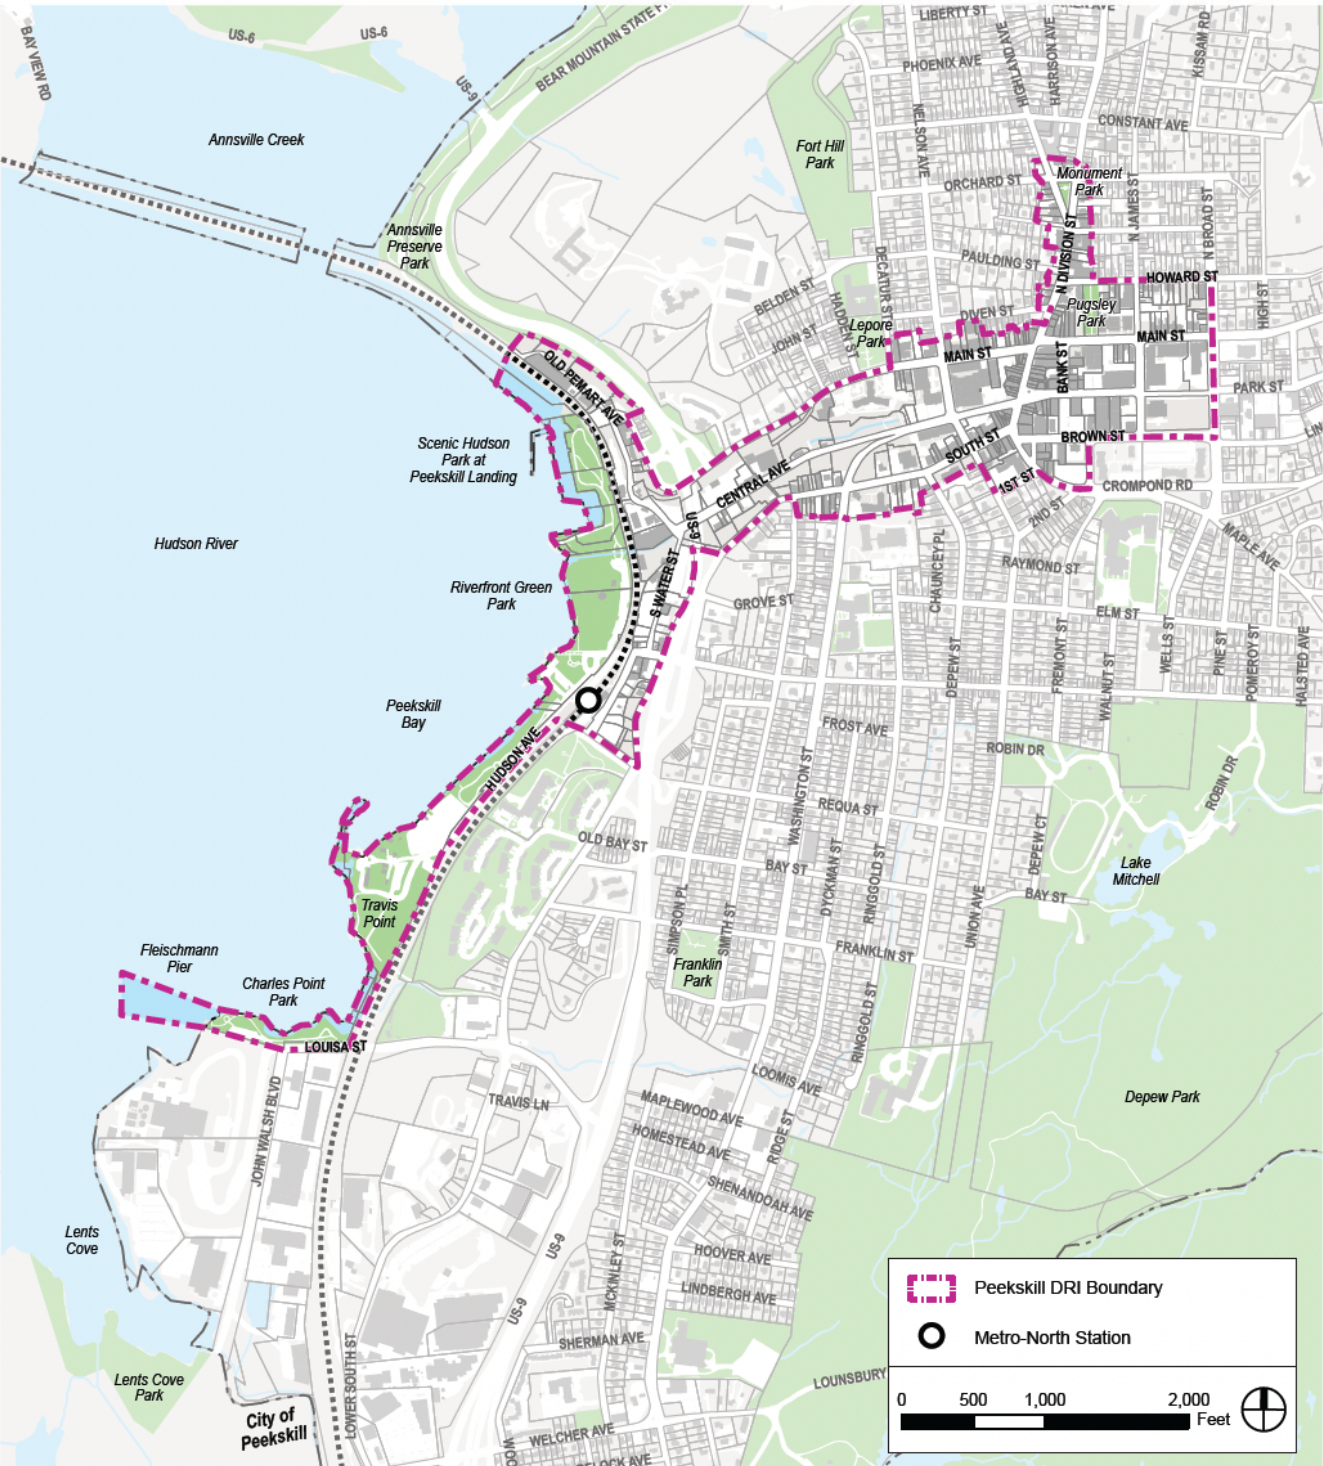 LIBERTY ST
BAY VIEW RD
US-6
US-6
US-9
BEAR MOUNTAIN STATE
PHOENIX AVE
HIGHLAND AVE
HARRISON AVE
KISSAM RD
Annsville Creek
NELSON AVE
CONSTANT AVE
Fort Hill
Park
Monument
Park
ORCHARD ST
N JAMES ST
N BROAD ST
Annsville
Preserve
Park
DECATUR ST
PAULDING ST
N DIVISION ST
HOWARD ST
BELDEN ST
HADDEN ST
HIGH ST
Lepore
Park
DIVEN ST
Pugsley
Park
JOHN ST
MAIN ST
MAIN ST
OLD PEMART AVE
BANK ST
PARK ST
Scenic Hudson
Park at
Peekskill Landing
BROWN ST
SOUTH ST
CENTRAL AVE
1ST ST
CROMPOND RD
2ND ST
US-9
Hudson River
MAPLE AVE
CHAUNCEY PL
RAYMOND ST
Riverfront Green
Park
S WATER ST
GROVE ST
ELM ST
DEPEW ST
FREMONT ST
WALNUT ST
WELLS ST
PINE ST
POMEROY ST
HALSTED AVE
Peekskill
Bay
FROST AVE
HUDSON AVE
ROBIN DR
ROBIN DR
WASHINGTON ST
REQUA ST
OLD BAY ST
DEPEW CT
BAY ST
Lake
Mitchell
DYCKMAN ST
RINGGOLD ST
BAY ST
Travis
Point
SIMPSON PL
SMITH ST
UNION AVE
Fleischmann
Pier
FRANKLIN ST
Franklin
Park
Charles Point
Park
RINGGOLD ST
LOUISA ST
LOOMIS AVE
TRAVIS LN
MAPLEWOOD AVE
Depew Park
JOHN WALSH BLVD
HOMESTEAD AVE
RIDGE ST
SHENANDOAH AVE
Lents
Cove
US-9
HOOVER AVE
MCKINLEY ST
LINDBERGH AVE
Peekskill DRI Boundary
US-9
Metro-North Station
SHERMAN AVE
LOWER SOUTH ST
Lents Cove
Park
LOUNSBURY
0 500 1,000 2,000
Feet
City of
Peekskill
WELCHER AVE